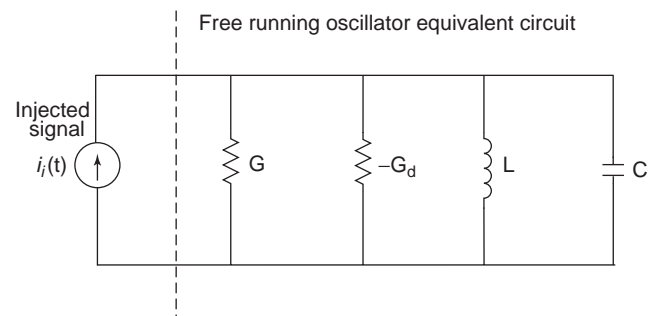 Free running oscillator equivalent circuit
Injected
signal
i_i(t)
G
–G_d
L
C